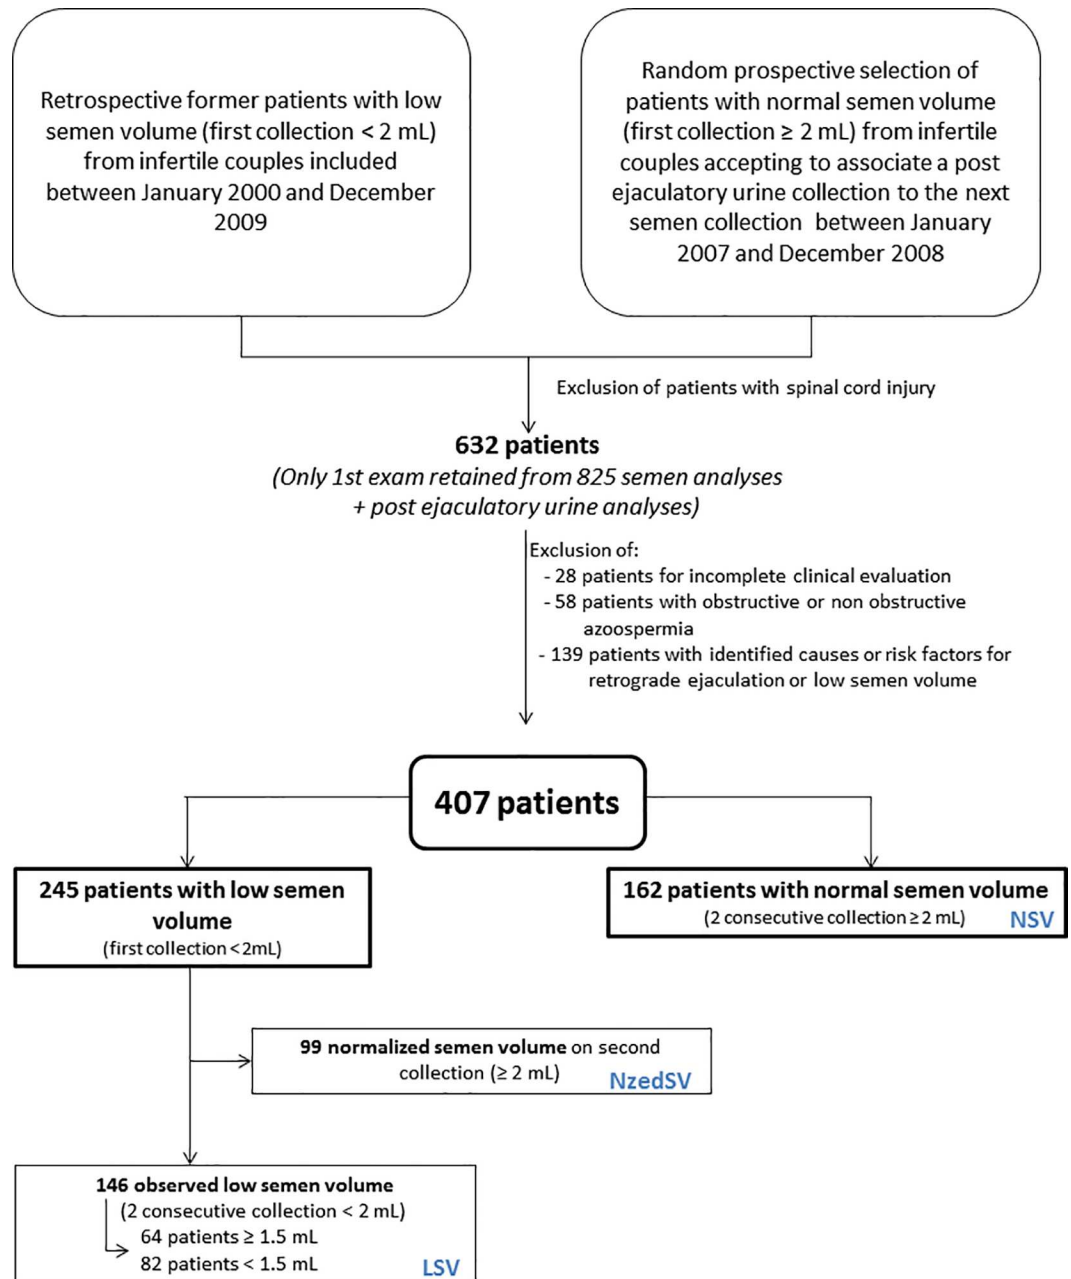 Retrospective former patients with low
semen volume (first collection < 2 mL)
from infertile couples included
between January 2000 and December
2009
Random prospective selection of
patients with normal semen volume
(first collection ≥ 2 mL) from infertile
couples accepting to associate a post
ejaculatory urine collection to the next
semen collection between January
2007 and December 2008
Exclusion of patients with spinal cord injury
632 patients
(Only 1st exam retained from 825 semen analyses
+ post ejaculatory urine analyses)
Exclusion of:
- 28 patients for incomplete clinical evaluation
- 58 patients with obstructive or non obstructive
azoospermia
- 139 patients with identified causes or risk factors for
retrograde ejaculation or low semen volume
407 patients
245 patients with low semen
volume
(first collection <2mL)
162 patients with normal semen volume
(2 consecutive collection ≥ 2 mL) NSV
99 normalized semen volume on second
collection (≥ 2 mL) NzedSV
146 observed low semen volume
(2 consecutive collection < 2 mL)
64 patients ≥ 1.5 mL
82 patients < 1.5 mL LSV